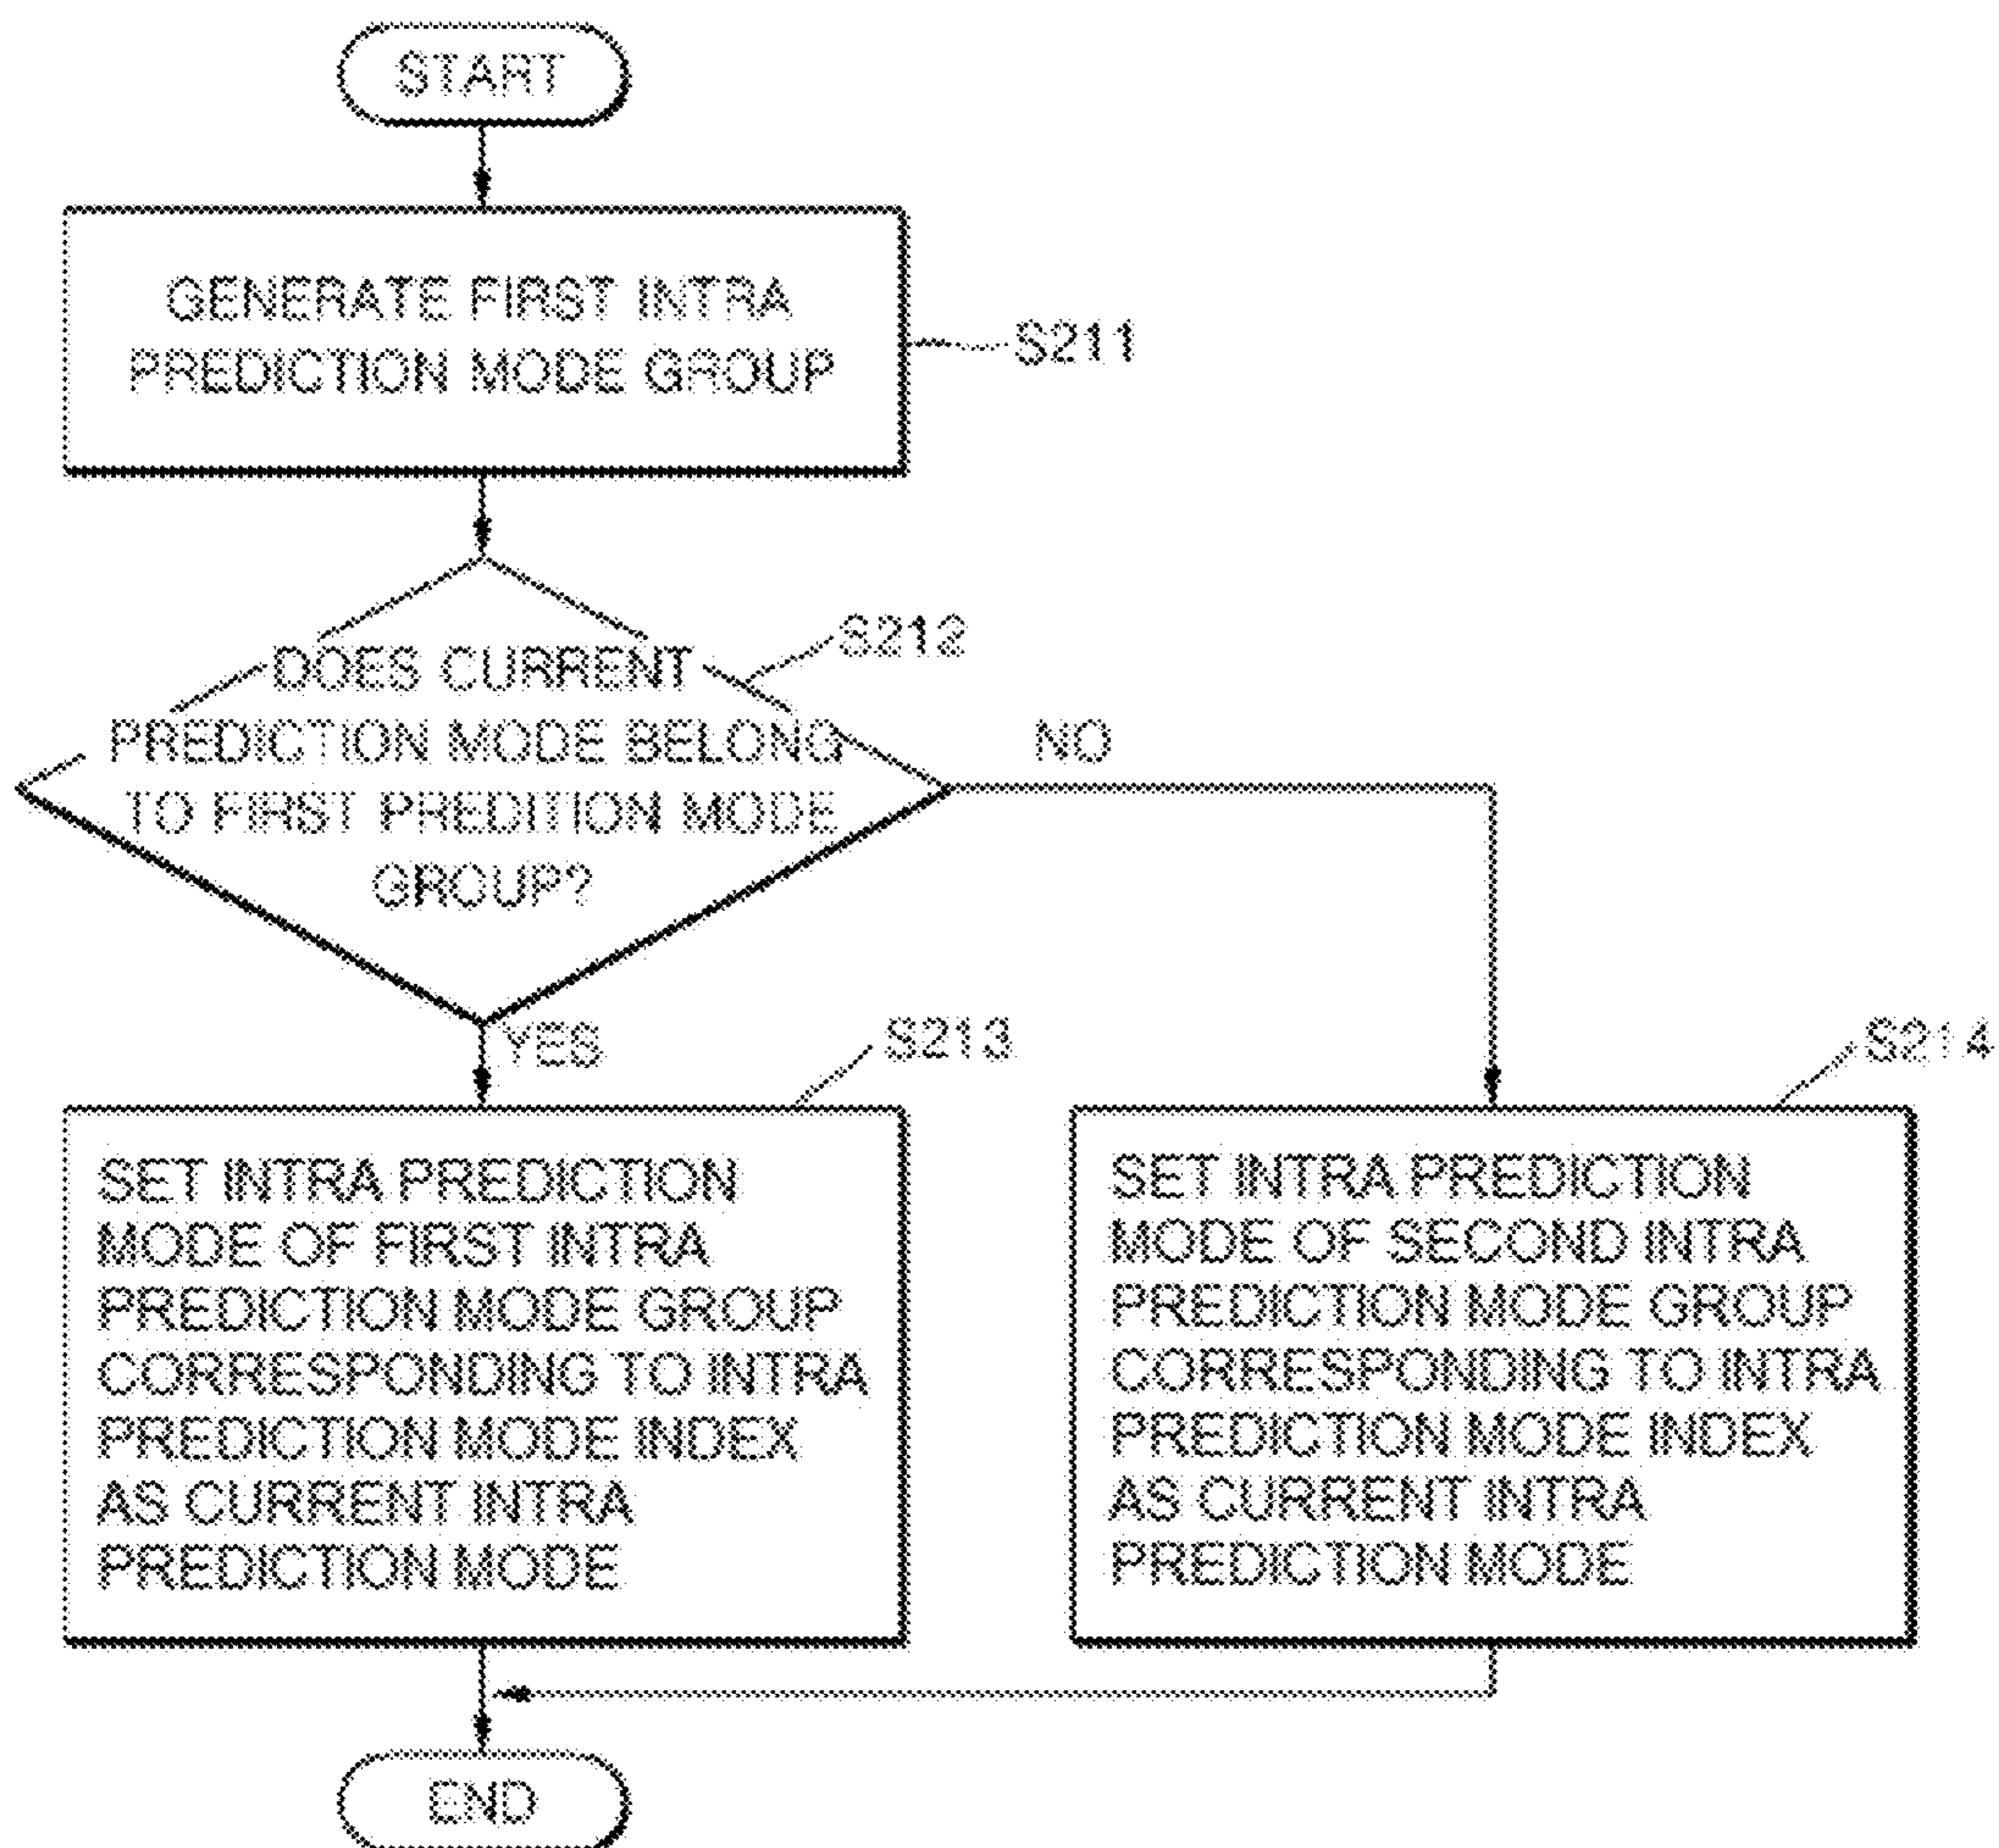 START
GENERATE FIRST INTRA
PREDICTION MODE GROUP
S211
S212
DOES CURRENT
PREDICTION MODE BELONG
TO FIRST PREDITION MODE
GROUP?
NO
YES
S213
SET INTRA PREDICTION
MODE OF FIRST INTRA
PREDICTION MODE GROUP
CORRESPONDING TO INTRA
PREDICTION MODE INDEX
AS CURRENT INTRA
PREDICTION MODE
S214
SET INTRA PREDICTION
MODE OF SECOND INTRA
PREDICTION MODE GROUP
CORRESPONDING TO INTRA
PREDICTION MODE INDEX
AS CURRENT INTRA
PREDICTION MODE
END